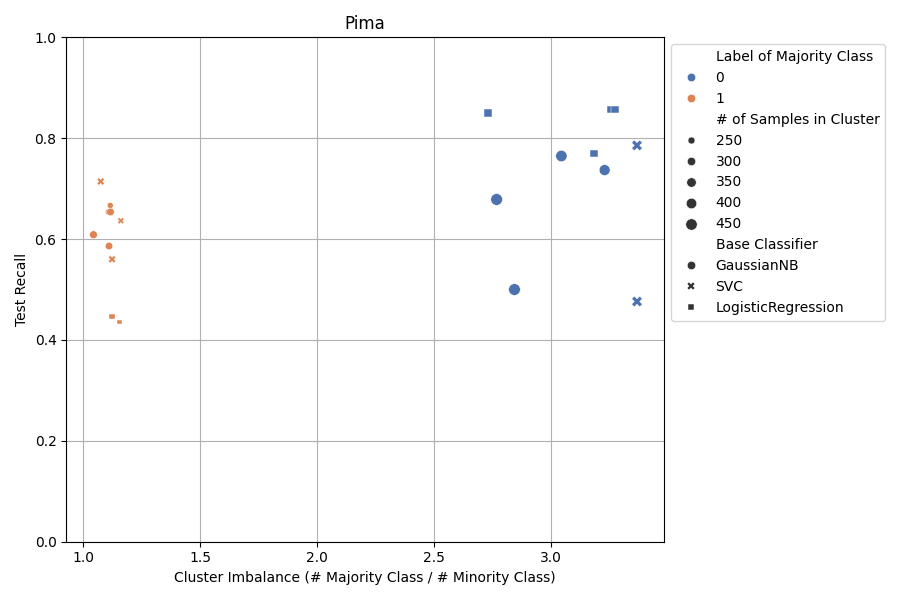 Pima
1.0
0.8
0.6
0.4
0.2
0.0
Test Recall
1.0 1.5 2.0 2.5 3.0
Cluster Imbalance (# Majority Class / # Minority Class)
Label of Majority Class
0
1
# of Samples in Cluster
250
300
350
400
450
Base Classifier
GaussianNB
SVC
LogisticRegression